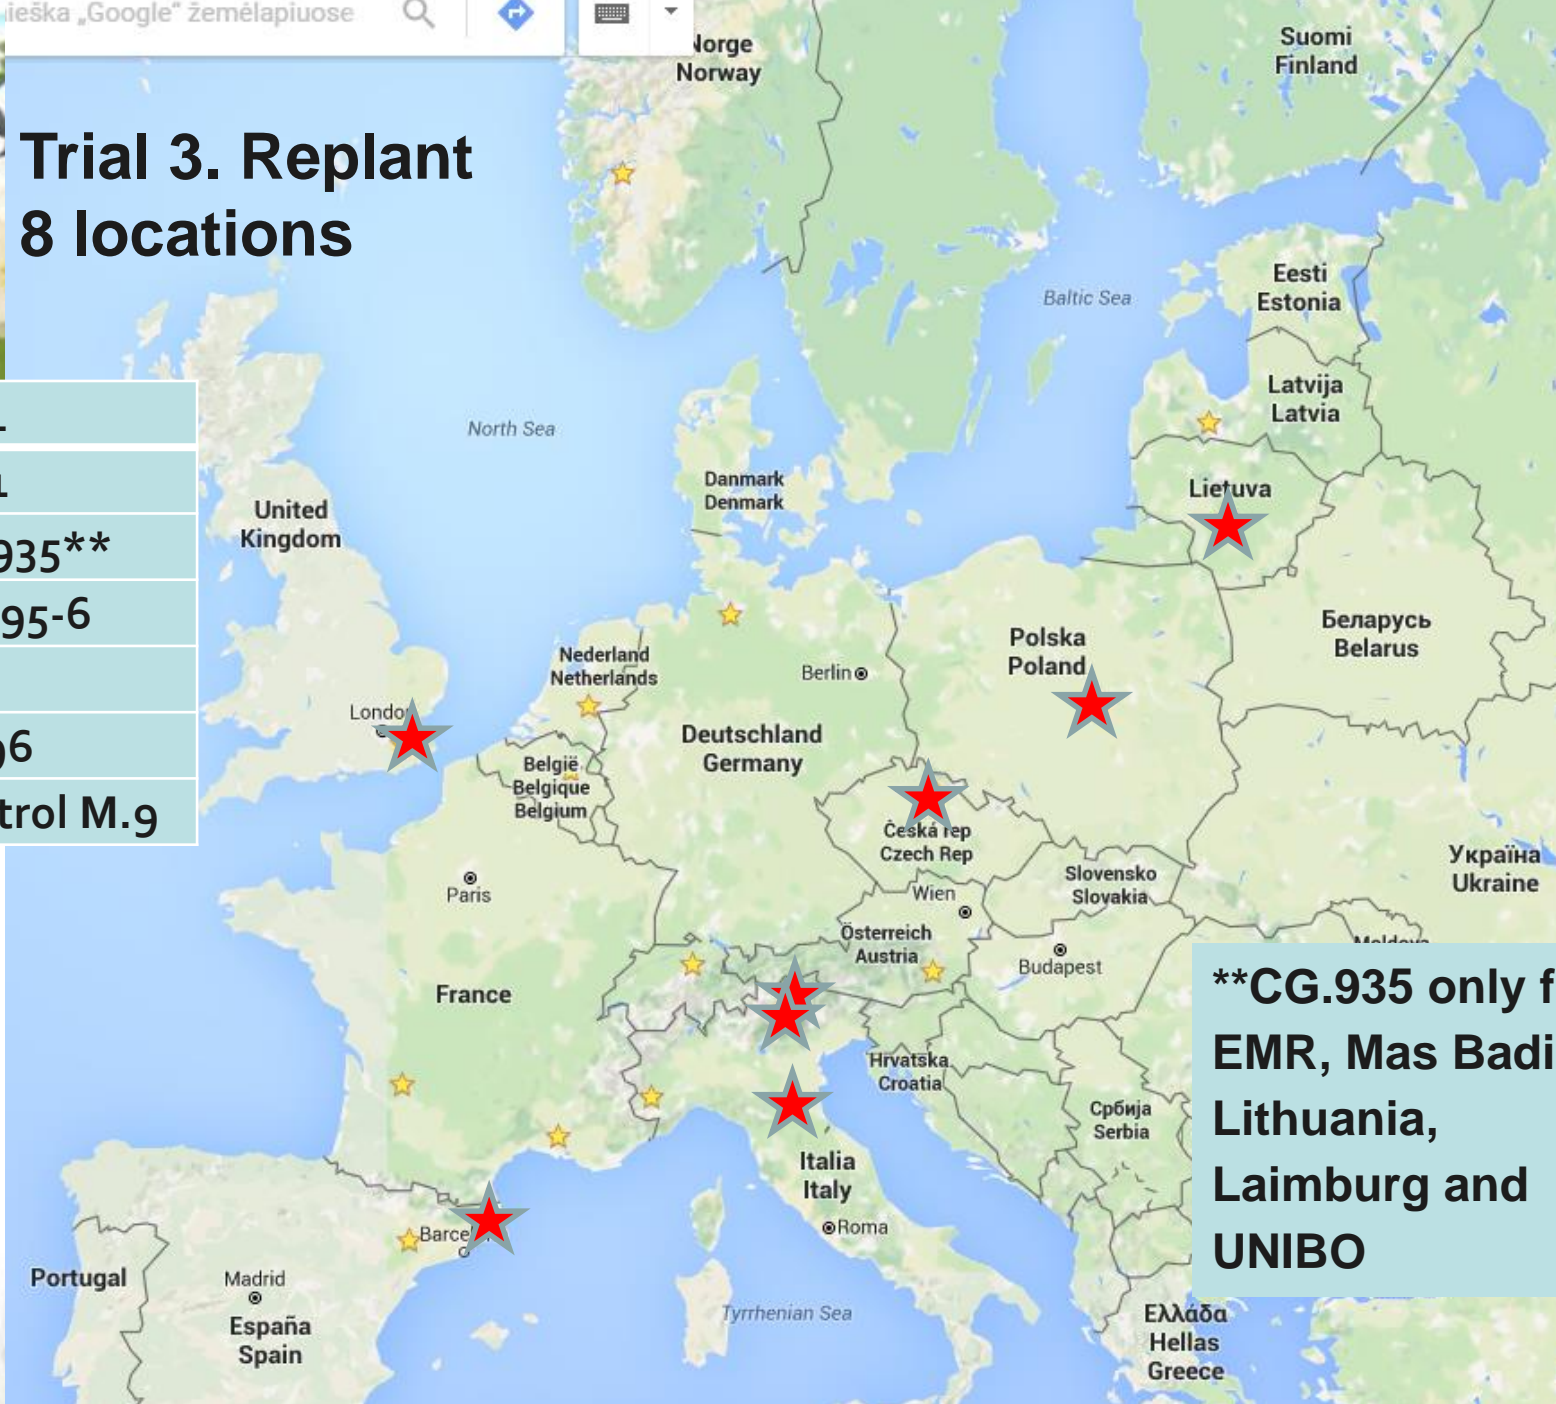 ieška „Google“ žemėlapiuose
Trial 3. Replant
8 locations
Norge
Norway
Suomi
Finland
Eesti
Estonia
Baltic Sea
Latvija
Latvia
North Sea
Danmark
Denmark
Lietuva
United
Kingdom
935**
95-6
96
trol M.9
Беларусь
Belarus
Polska
Poland
Nederland
Netherlands
Berlin
London
Deutschland
Germany
België
Belgique
Belgium
Česká rep
Czech Rep
Україна
Ukraine
Paris
Slovensko
Slovakia
Wien
Österreich
Austria
Budapest
Moldova
France
**CG.935 only f
EMR, Mas Badi
Lithuania,
Laimburg and
UNIBO
Hrvatska
Croatia
Србија
Serbia
Italia
Italy
Roma
Barce
Portugal
Madrid
España
Spain
Tyrrhenian Sea
Ελλάδα
Hellas
Greece